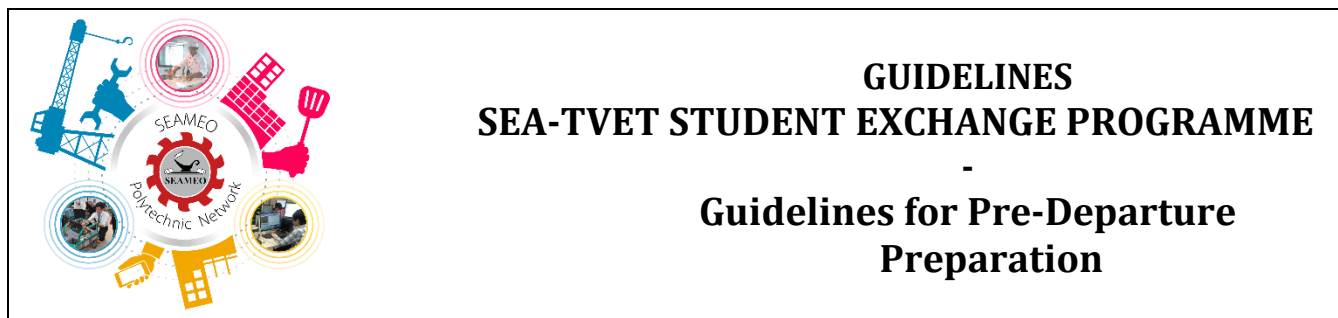 SEAMEO
SEAMEO
Polytechnic Network
GUIDELINES
SEA-TVET STUDENT EXCHANGE PROGRAMME
-
Guidelines for Pre-Departure
Preparation